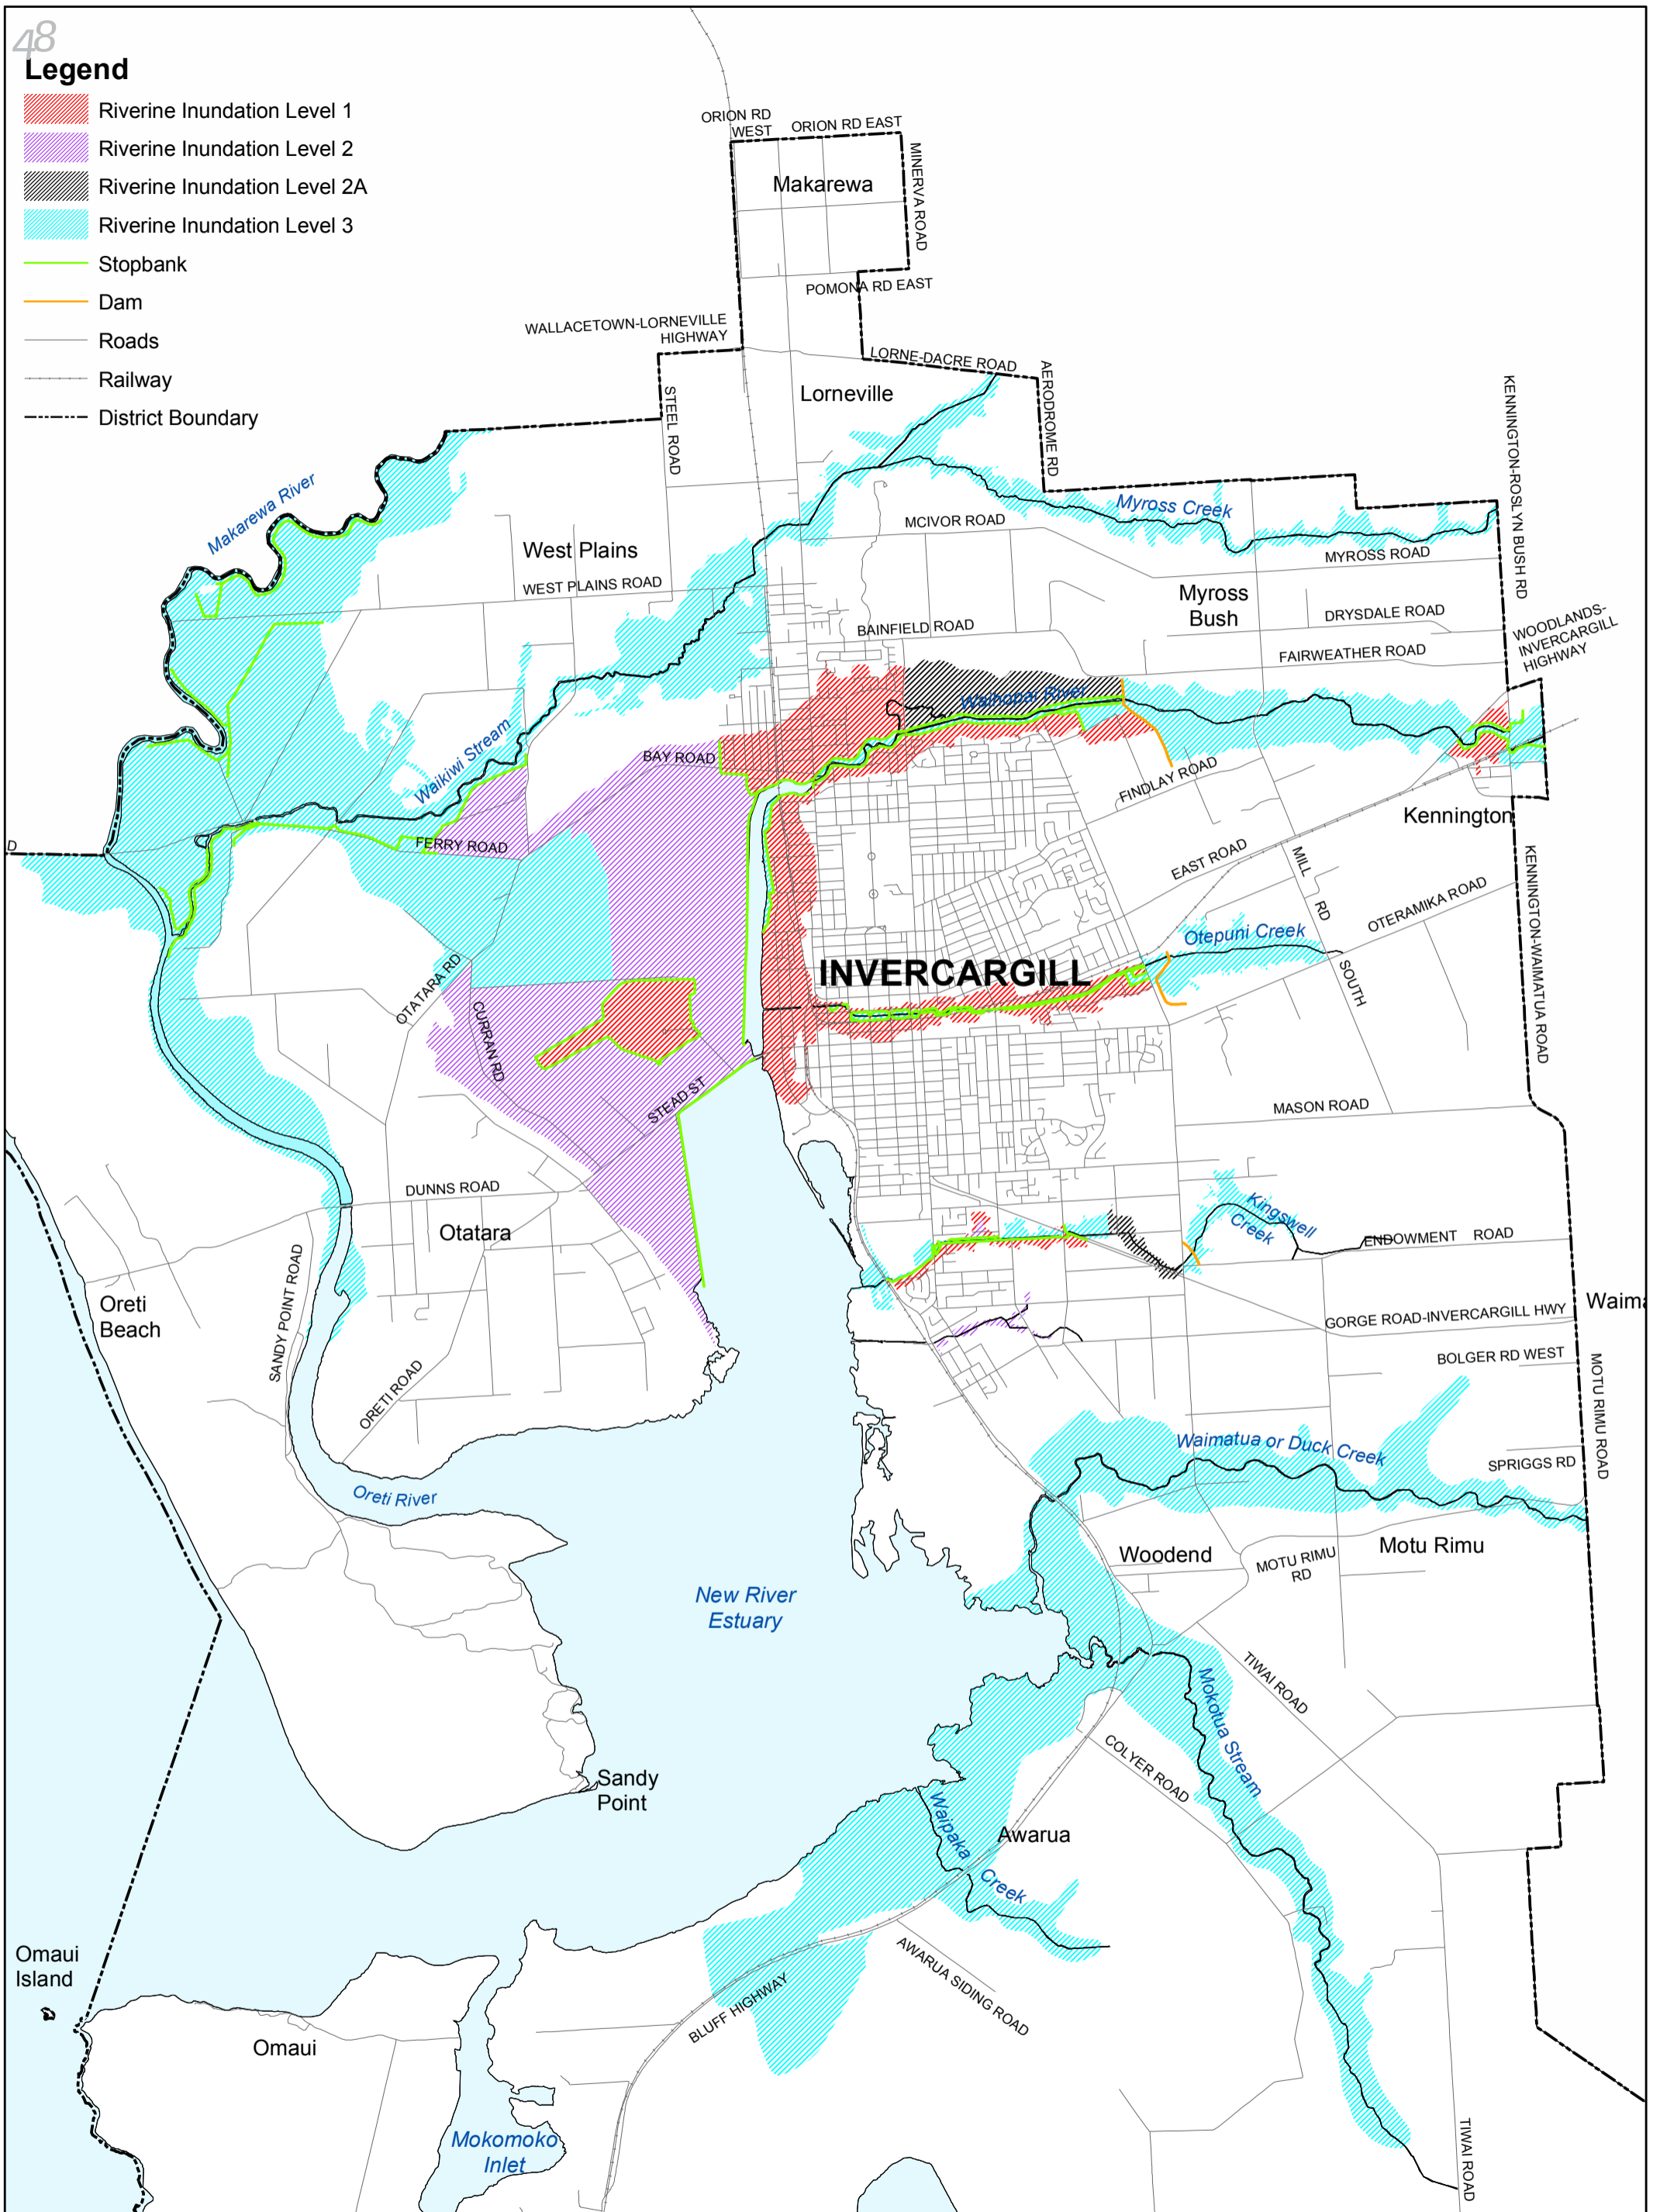 48
Legend
Riverine Inundation Level 1
Riverine Inundation Level 2
Riverine Inundation Level 2A
Riverine Inundation Level 3
Stopbank
Dam
Roads
Railway
District Boundary
ORION RD
WEST
ORION RD EAST
Makarewa
MINERVA ROAD
POMONA RD EAST
WALLACETOWN-LORNEVILLE
HIGHWAY
LORNE-DACRE ROAD
Lorneville
STEEL ROAD
AERODROME RD
KENNINGTON-ROSLYN BUSH RD
Makarewa River
Myross Creek
MCIVOR ROAD
West Plains
MYROSS ROAD
WEST PLAINS ROAD
Myross
Bush
DRYSDALE ROAD
BAINFIELD ROAD
FAIRWEATHER ROAD
WOODLANDS-
INVERCARGILL
HIGHWAY
Waihopai River
Waikiwi Stream
BAY ROAD
FINDLAY ROAD
Kennington
D
FERRY ROAD
EAST ROAD
MILL
RD
SOUTH
OTERAMIKA ROAD
KENNINGTON-WAIMATUA ROAD
Otepuni Creek
INVERCARGILL
OTATARA RD
CURRAN RD
STEAD ST
MASON ROAD
DUNNS ROAD
Otatara
Kingswell
Creek
ENDOWMENT ROAD
SANDY POINT ROAD
Oreti
Beach
Waima
GORGE ROAD-INVERCARGILL HWY
BOLGER RD WEST
ORETI ROAD
MOTU RIMU ROAD
Waimatua or Duck Creek
SPRIGGS RD
Oreti River
Woodend
MOTU RIMU
RD
Motu Rimu
New River
Estuary
TIWAI ROAD
Mokotua Stream
COLYER ROAD
Sandy
Point
Waipaka
Creek
Awarua
AWARUA SIDING ROAD
Omaui
Island
BLUFF HIGHWAY
Omaui
Mokomoko
Inlet
TIWAI ROAD